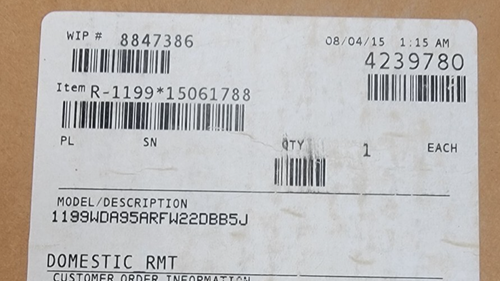 WIP # 8847386 08/04/15 1:15 AM
4239780
Item R-1199*15061788
PL SN QTY 1 EACH
MODEL/DESCRIPTION
1199WDA95ARFW22DBB5J
DOMESTIC RMT
CUSTOMER ORDER INFORMATION